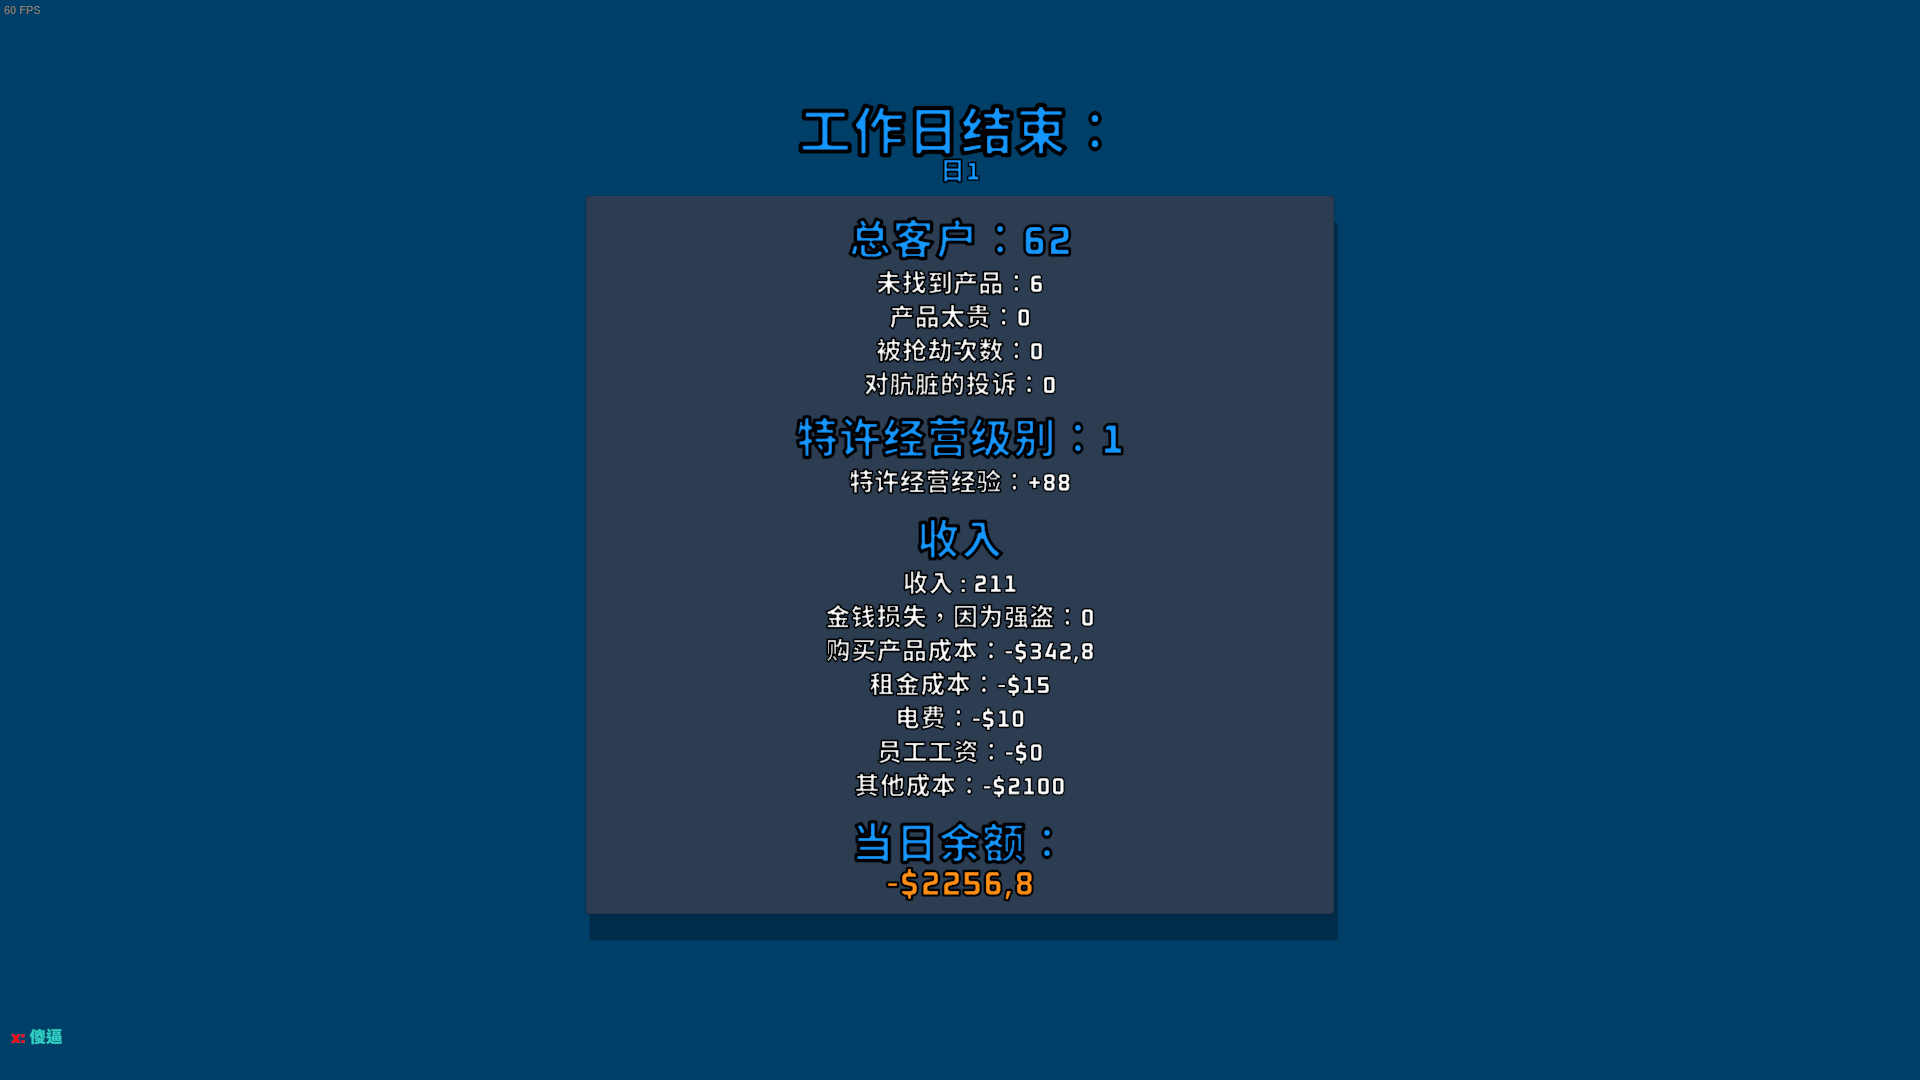 60 FPS
工作日结束：
日1
总客户：62
未找到产品：6
产品太贵：0
被抢劫次数：0
对肮脏的投诉：0
特许经营级别：1
特许经营经验：+88
收入
收入 : 211
金钱损失，因为强盗：0
购买产品成本：-$342,8
租金成本：-$15
电费：-$10
员工工资：-$0
其他成本：-$2100
当日余额：
-$2256,8
x: 傻逼